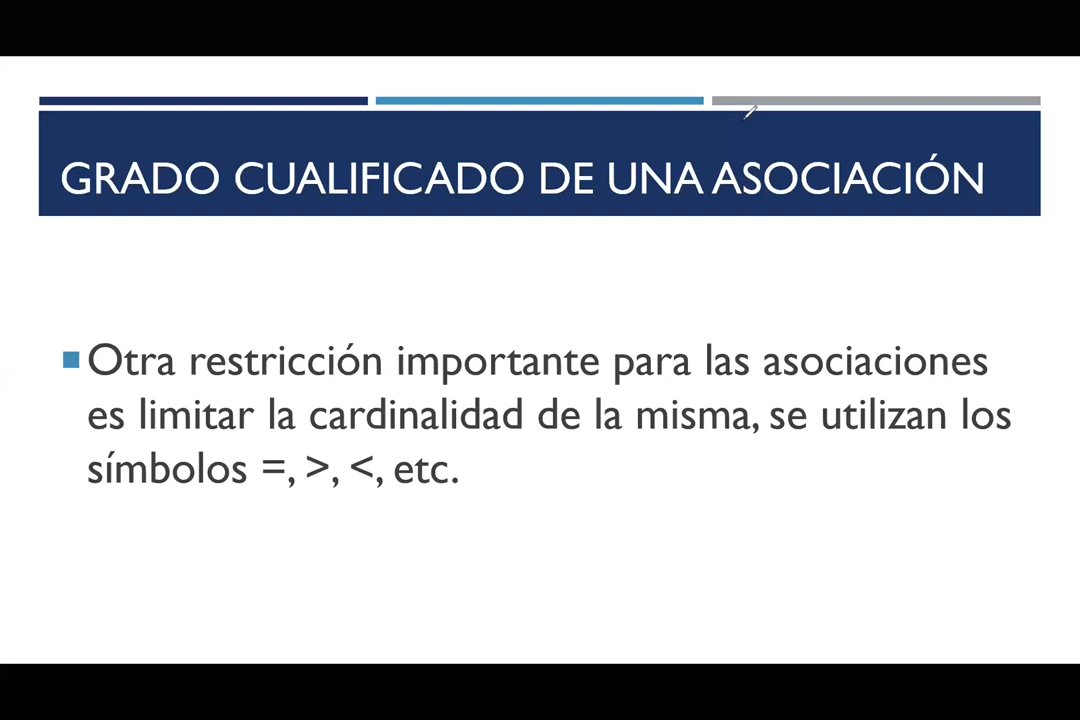 GRADO CUALIFICADO DE UNA ASOCIACIÓN
Otra restricción importante para las asociaciones
es limitar la cardinalidad de la misma, se utilizan los
símbolos =, >, <, etc.